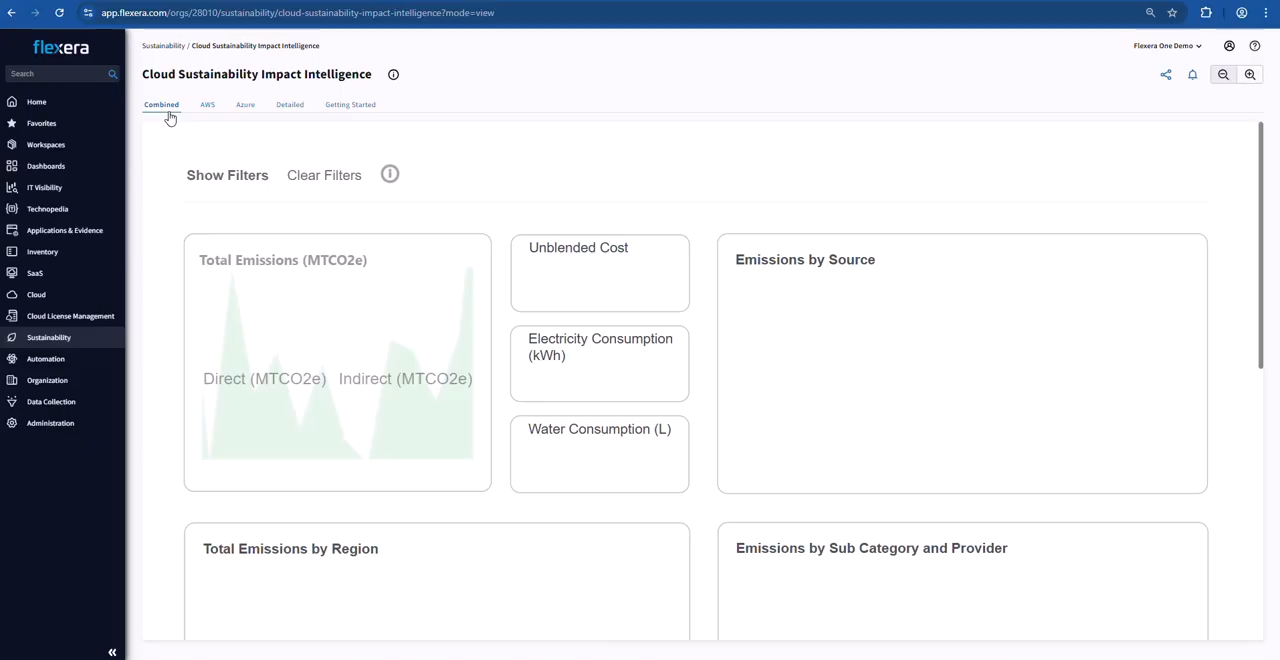 app.flexera.com/orgs/28010/sustainability/cloud-sustainability-impact-intelligence?mode=view
flexera
Search
Home
Favorites
Workspaces
Dashboards
IT Visibility
Technopedia
Applications & Evidence
Inventory
SaaS
Cloud
Cloud License Management
Sustainability
Automation
Organization
Data Collection
Administration
Sustainability / Cloud Sustainability Impact Intelligence
Flexera One Demo
Cloud Sustainability Impact Intelligence
Combined AWS Azure Detailed Getting Started
Show Filters Clear Filters
Total Emissions (MTCO2e)
Direct (MTCO2e) Indirect (MTCO2e)
Unblended Cost
Electricity Consumption
(kWh)
Water Consumption (L)
Emissions by Source
Total Emissions by Region
Emissions by Sub Category and Provider